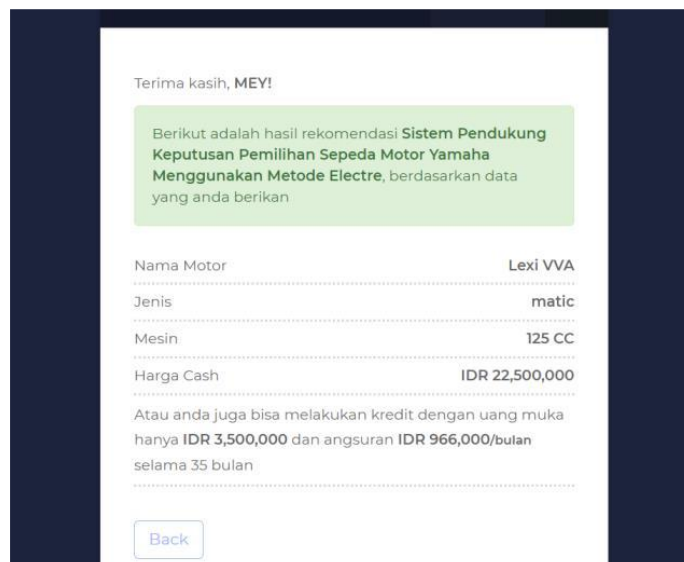 Terima kasih, MEY!
Berikut adalah hasil rekomendasi Sistem Pendukung
Keputusan Pemilihan Sepeda Motor Yamaha
Menggunakan Metode Electre, berdasarkan data
yang anda berikan
Nama Motor Lexi VVA
Jenis matic
Mesin 125 CC
Harga Cash IDR 22,500,000
Atau anda juga bisa melakukan kredit dengan uang muka
hanya IDR 3,500,000 dan angsuran IDR 966,000/bulan
selama 35 bulan
Back